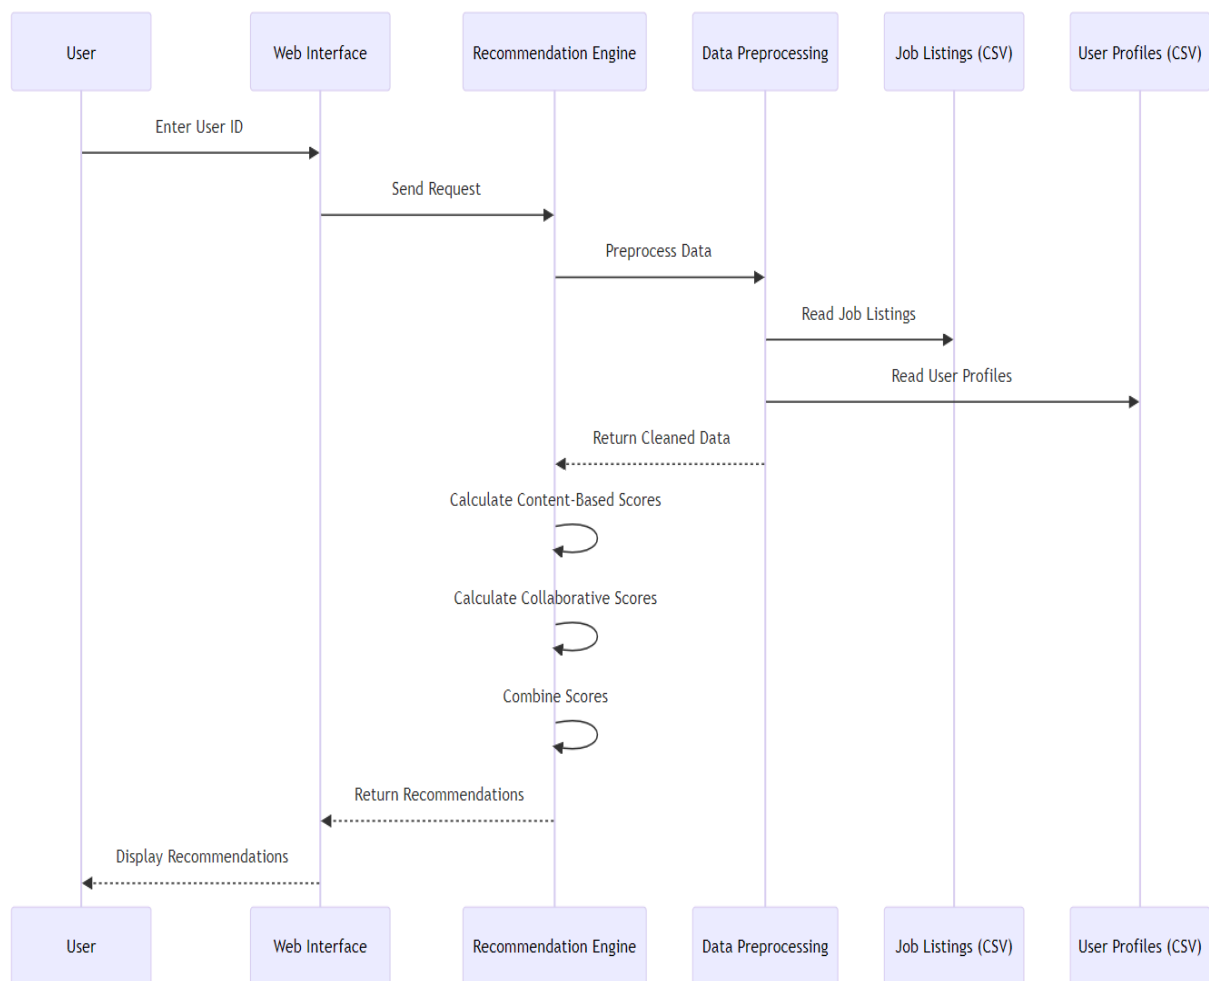 User
Web Interface
Recommendation Engine
Data Preprocessing
Job Listings (CSV)
User Profiles (CSV)
Enter User ID
Send Request
Preprocess Data
Read Job Listings
Read User Profiles
Return Cleaned Data
Calculate Content-Based Scores
Calculate Collaborative Scores
Combine Scores
Return Recommendations
Display Recommendations
User
Web Interface
Recommendation Engine
Data Preprocessing
Job Listings (CSV)
User Profiles (CSV)